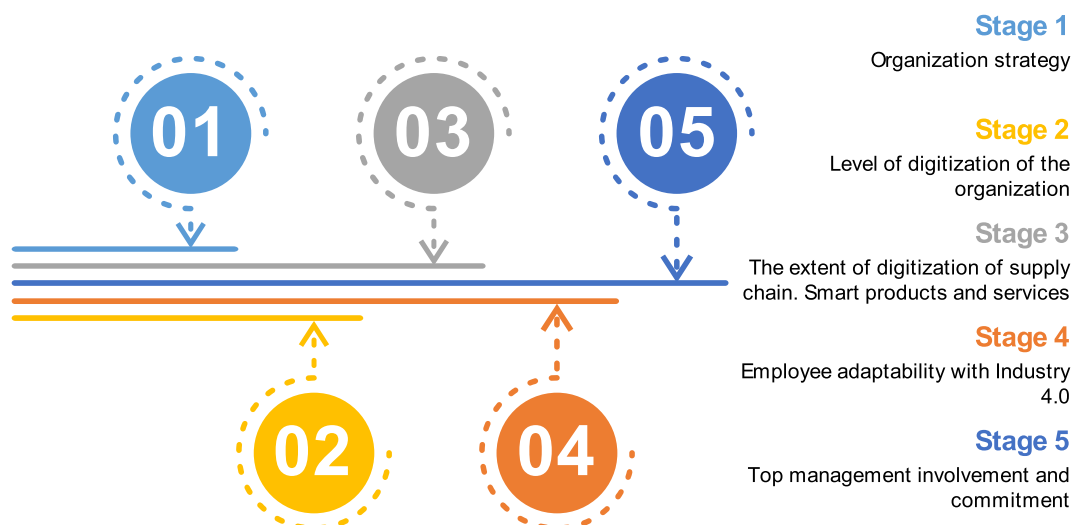 01
03
05
02
04
Stage 1
Organization strategy
Stage 2
Level of digitization of the
organization
Stage 3
The extent of digitization of supply
chain. Smart products and services
Stage 4
Employee adaptability with Industry
4.0
Stage 5
Top management involvement and
commitment